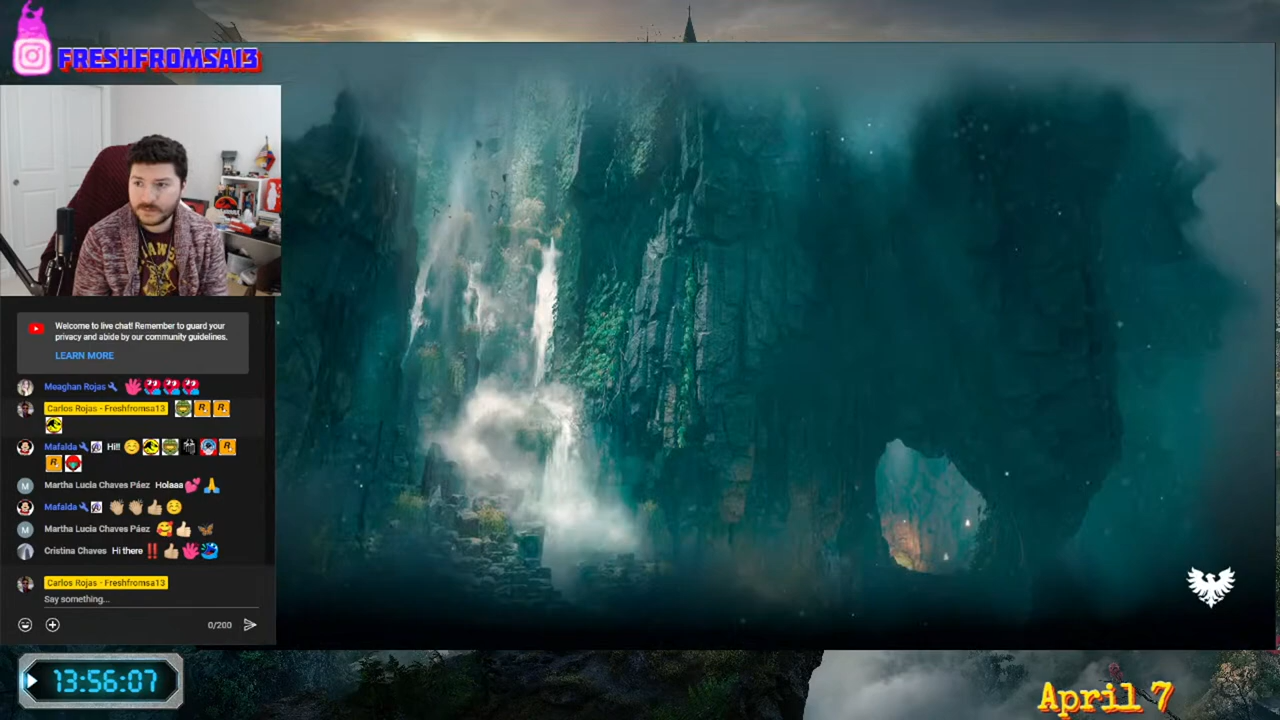 FRESHFROMSA13
Welcome to live chat! Remember to guard your
privacy and abide by our community guidelines.
LEARN MORE
Meaghan Rojas
Carlos Rojas - Freshfromsa13
Mafalda Hi!!
Martha Lucia Chaves Páez Holaaa
Mafalda
Martha Lucia Chaves Páez
Cristina Chaves Hi there ‼️
Carlos Rojas - Freshfromsa13
Say something...
0/200
13:56:07
April 7